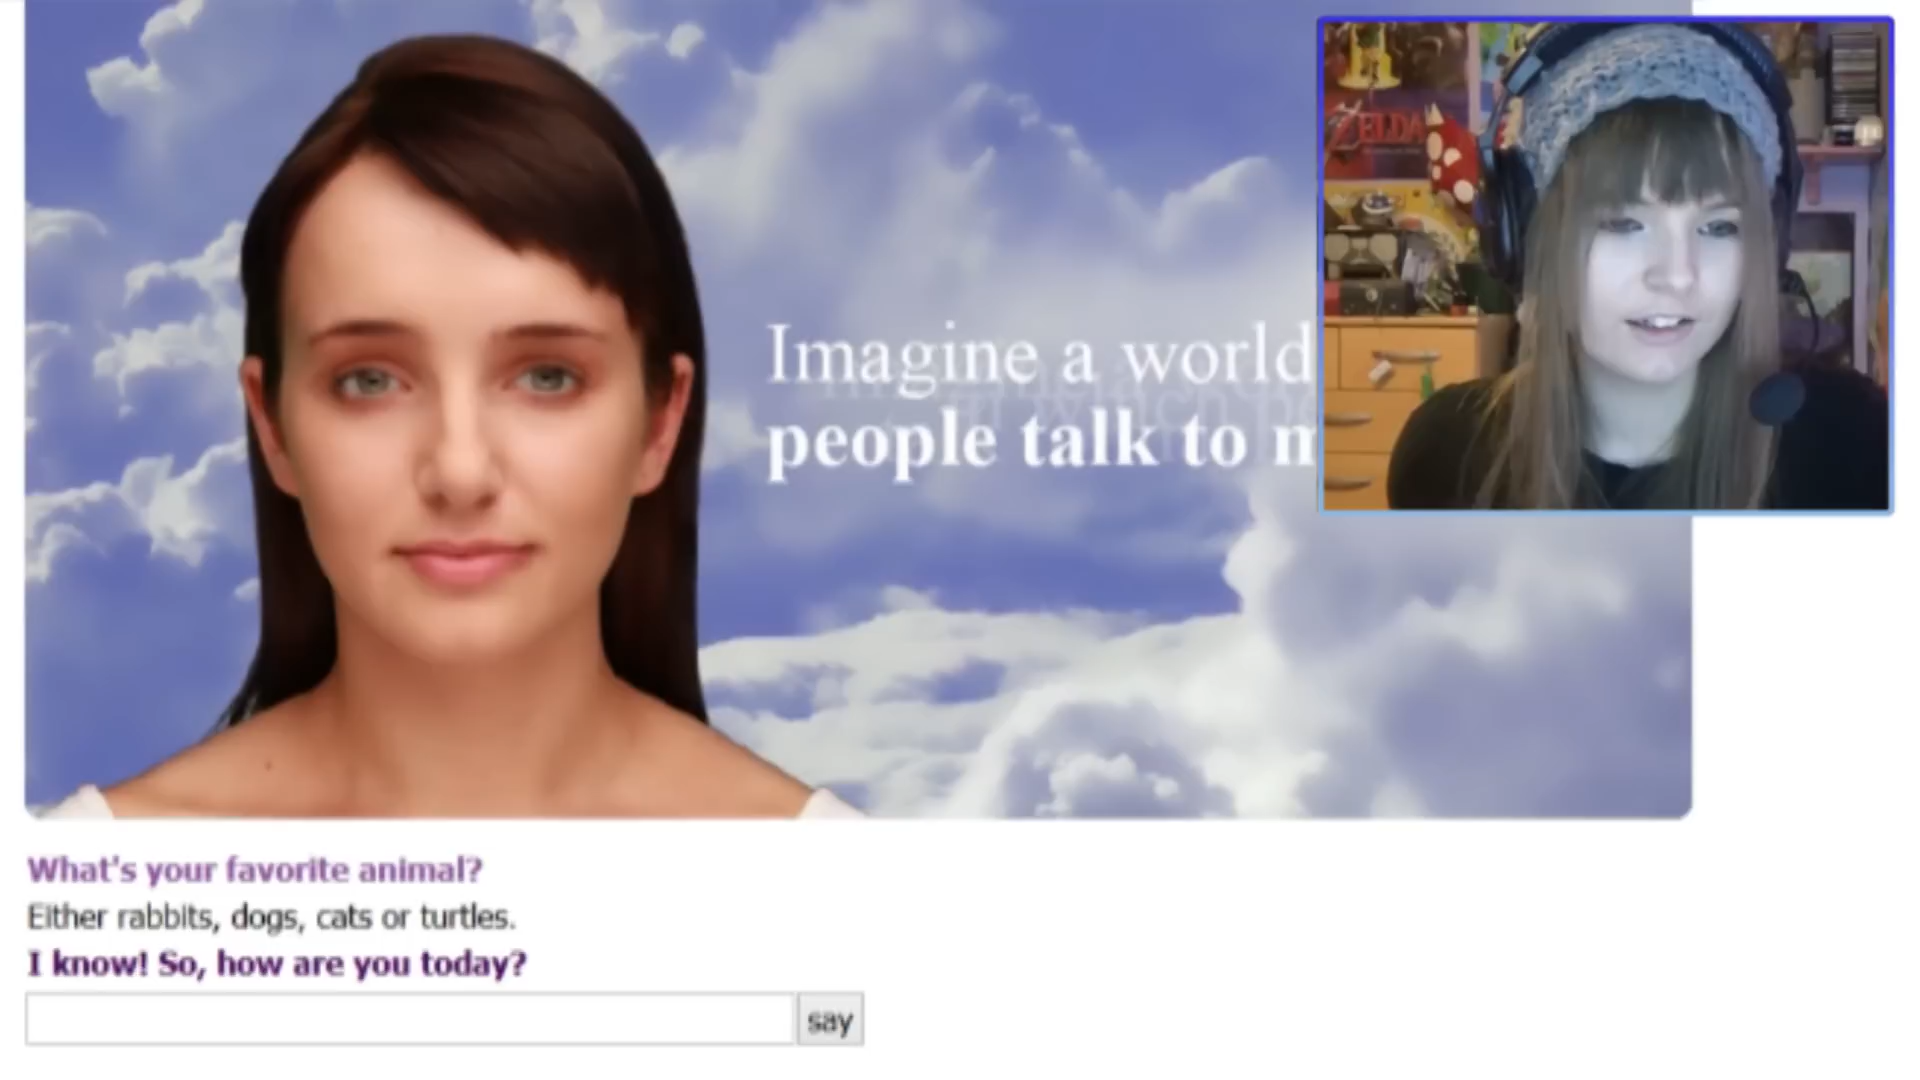 Imagine a world
people talk to m
ZELDA
What's your favorite animal?
Either rabbits, dogs, cats or turtles.
I know! So, how are you today?
say